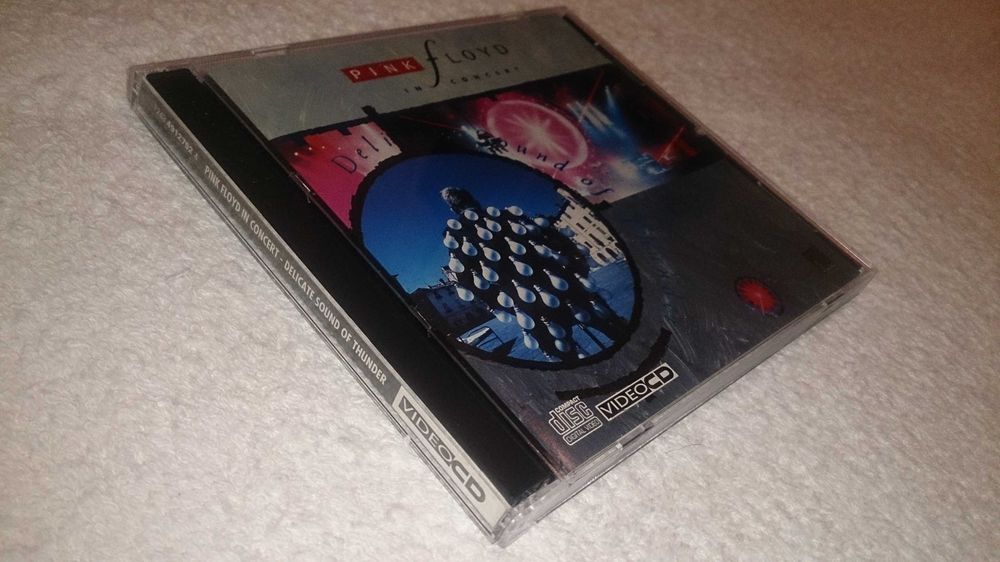 PINK fLOYD
IN CONCERT
Deli
ound of
COMPACT
disc
DIGITAL VIDEO
VIDEO CD
PINK FLOYD IN CONCERT - DELICATE SOUND OF THUNDER
VIDEO CD